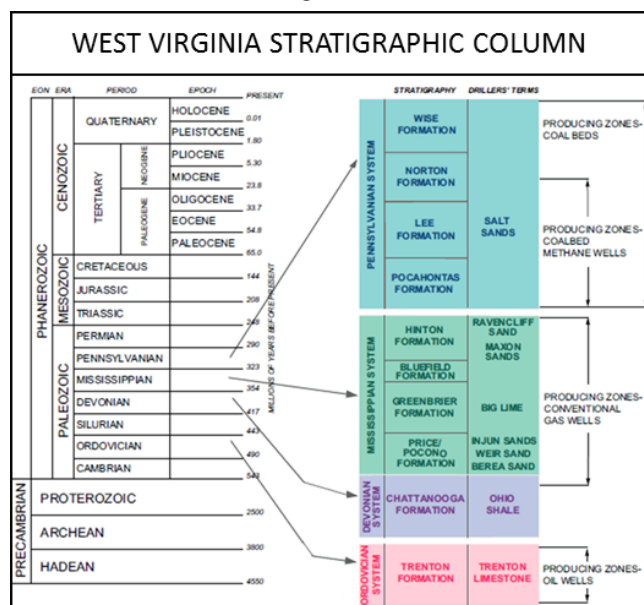 WEST VIRGINIA STRATIGRAPHIC COLUMN
EON ERA PERIOD EPOCH PRESENT
PHANEROZOIC
CENOZOIC
QUATERNARY
HOLOCENE
0.01
PLEISTOCENE
1.80
TERTIARY
NEOGENE
PLIOCENE
5.30
MIOCENE
23.8
PALEOGENE
OLIGOCENE
33.7
EOCENE
54.8
PALEOCENE
65.0
MESOZOIC
CRETACEOUS
144
JURASSIC
208
TRIASSIC
248
PALEOZOIC
PERMIAN
290
PENNSYLVANIAN
323
MISSISSIPPIAN
354
DEVONIAN
417
SILURIAN
443
ORDOVICIAN
490
CAMBRIAN
543
PRECAMBRIAN
PROTEROZOIC
2500
ARCHEAN
3800
HADEAN
4550
MILLIONS OF YEARS BEFORE PRESENT
STRATIGRAPHY DRILLERS' TERMS
PENNSYLVANIAN SYSTEM
WISE
FORMATION
NORTON
FORMATION
LEE
FORMATION
POCAHONTAS
FORMATION
SALT
SANDS
PRODUCING ZONES-
COAL BEDS
PRODUCING ZONES-
COALBED
METHANE WELLS
MISSISSIPPIAN SYSTEM
HINTON
FORMATION
BLUEFIELD
FORMATION
GREENBRIER
FORMATION
PRICE/
POCONO
FORMATION
RAVENCLIFF
SAND
MAXON
SANDS
BIG LIME
INJUN SANDS
WEIR SAND
BEREA SAND
PRODUCING ZONES-
CONVENTIONAL
GAS WELLS
DEVONIAN
SYSTEM
CHATTANOOGA
FORMATION
OHIO
SHALE
ORDOVICIAN
SYSTEM
TRENTON
FORMATION
TRENTON
LIMESTONE
PRODUCING ZONES-
OIL WELLS